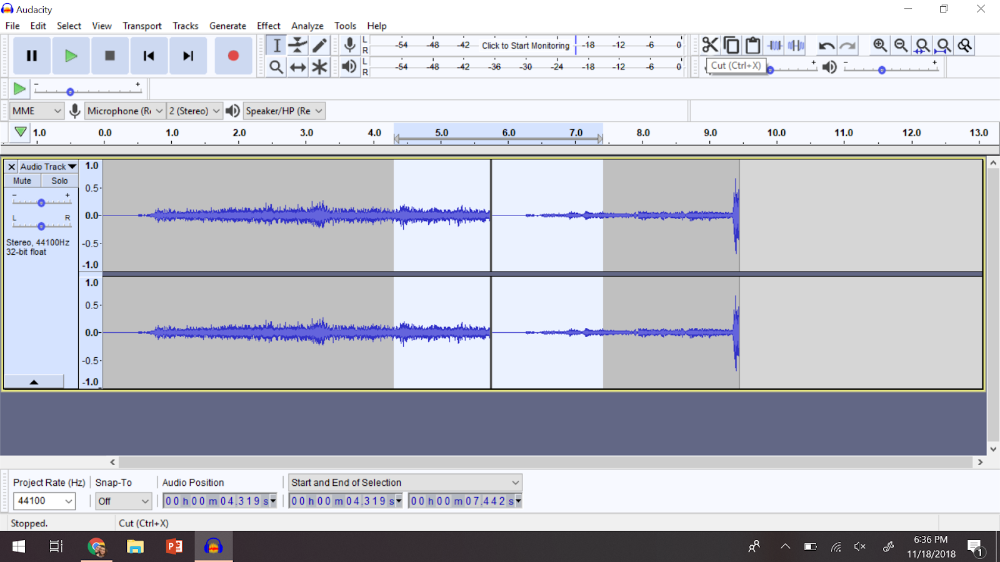 Audacity
File Edit Select View Transport Tracks Generate Effect Analyze Tools Help
L R -54 -48 -42 Click to Start Monitoring -18 -12 -6 0
L R -54 -48 -42 -36 -30 -24 -18 -12 -6 0
Cut (Ctrl+X) - + - +
- +
MME Microphone (R 2 (Stereo) Speaker/HP (Re
1.0 0.0 1.0 2.0 3.0 4.0 5.0 6.0 7.0 8.0 9.0 10.0 11.0 12.0 13.0
X Audio Track 1.0
Mute Solo
- + 0.5
L R 0.0
Stereo, 44100Hz -0.5
32-bit float
-1.0
1.0
0.5
0.0
-0.5
-1.0
Project Rate (Hz) Snap-To Audio Position Start and End of Selection
44100 Off 00 h 00 m 04.319 s 00 h 00 m 04.319 s 00 h 00 m 07.442 s
Stopped. Cut (Ctrl+X)
6:36 PM
11/18/2018
1